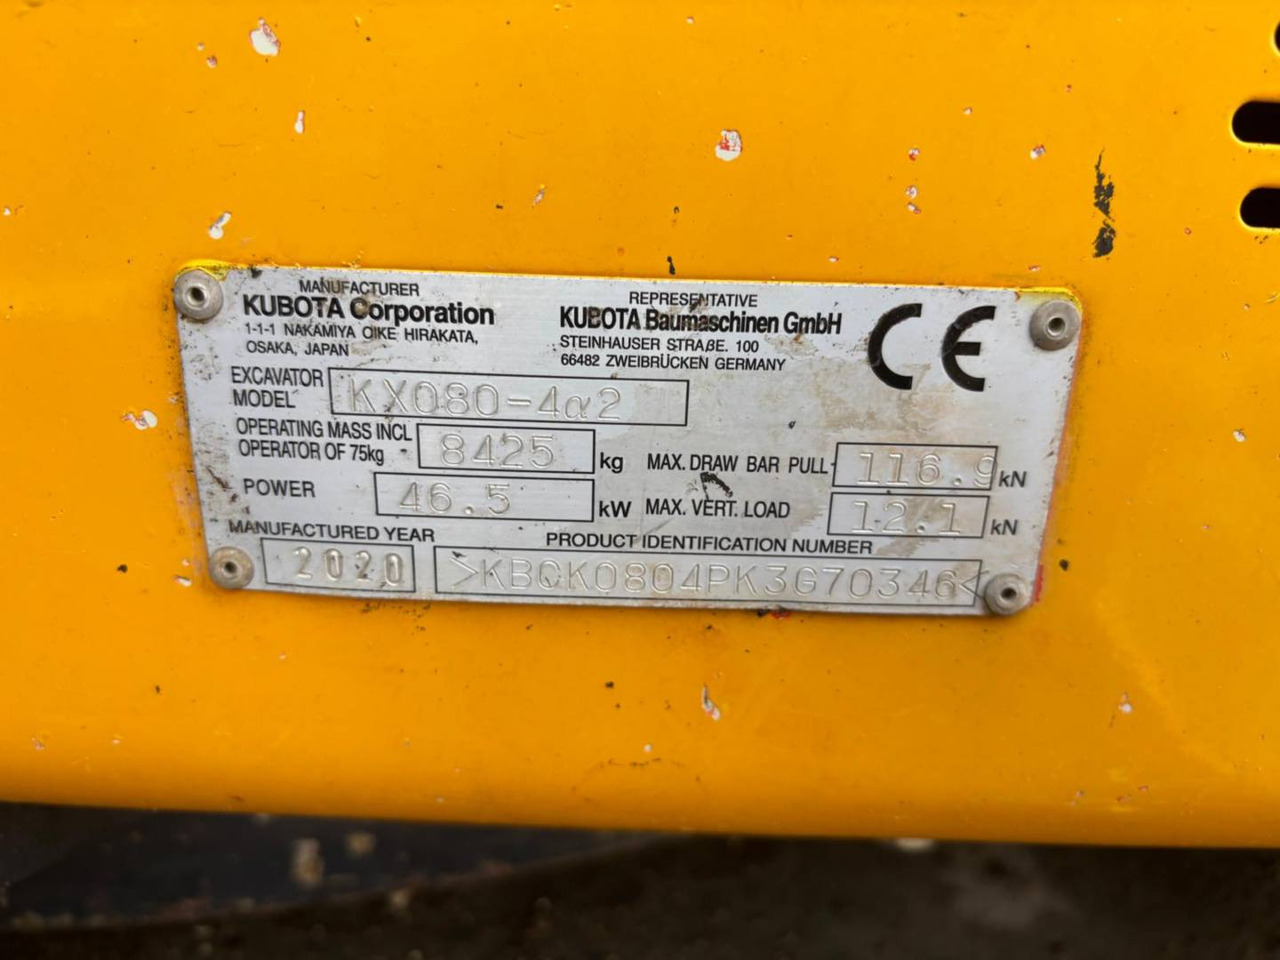 MANUFACTURER
KUBOTA Corporation
1-1-1 NAKAMIYA OIKE HIRAKATA,
OSAKA, JAPAN
REPRESENTATIVE
KUBOTA Baumaschinen GmbH
STEINHAUSER STRAßE. 100
66482 ZWEIBRÜCKEN GERMANY
CE
EXCAVATOR MODEL KX080-4α2
OPERATING MASS INCL
OPERATOR OF 75kg 8425 kg
MAX. DRAW BAR PULL 116.9 kN
POWER 46.5 kW
MAX. VERT. LOAD 12.1 kN
MANUFACTURED YEAR
2020
PRODUCT IDENTIFICATION NUMBER
>KBCK0804PK3G70346<